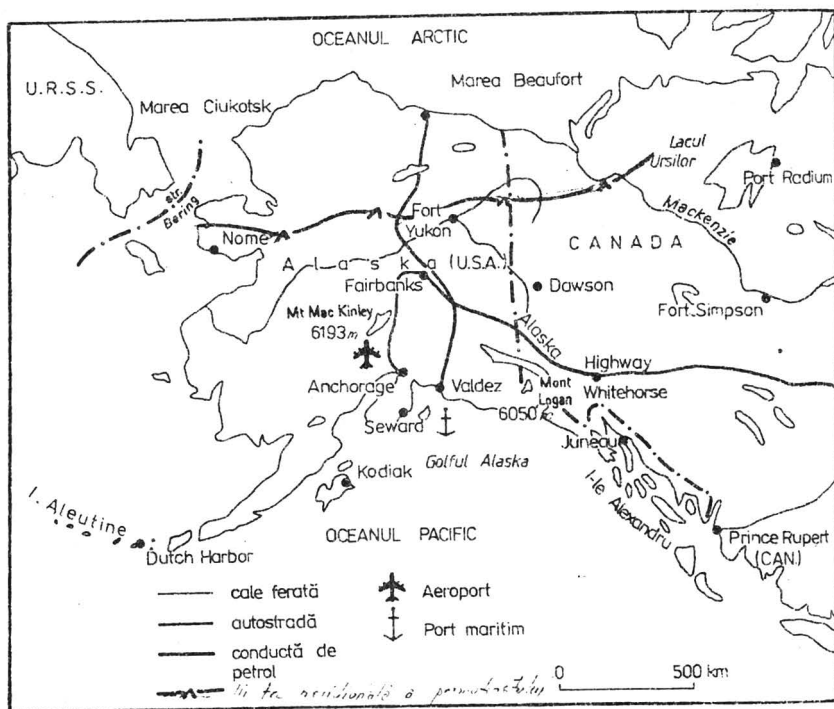 OCEANUL ARCTIC
U.R.S.S.
Marea Beaufort
Marea Ciukotsk
Lacul
Ursilor
Port Radium
str.
Bering
Mackenzie
Nome
Fort
Yukon
CANADA
Alaska (U.S.A.)
Fairbanks
Dawson
Fort Simpson
Mt Mac Kinley
6193 m
Alaska
Highway
Anchorage
Valdez
Mont
Logan
6050 m
Whitehorse
Seward
Juneau
Golful Alaska
Kodiak
I-le Alexandru
I. Aleutine
OCEANUL PACIFIC
Dutch Harbor
Prince Rupert
(CAN.)
cale ferată
Aeroport
autostradă
Port maritim
conductă de
petrol
0 500 km
a permafrostului